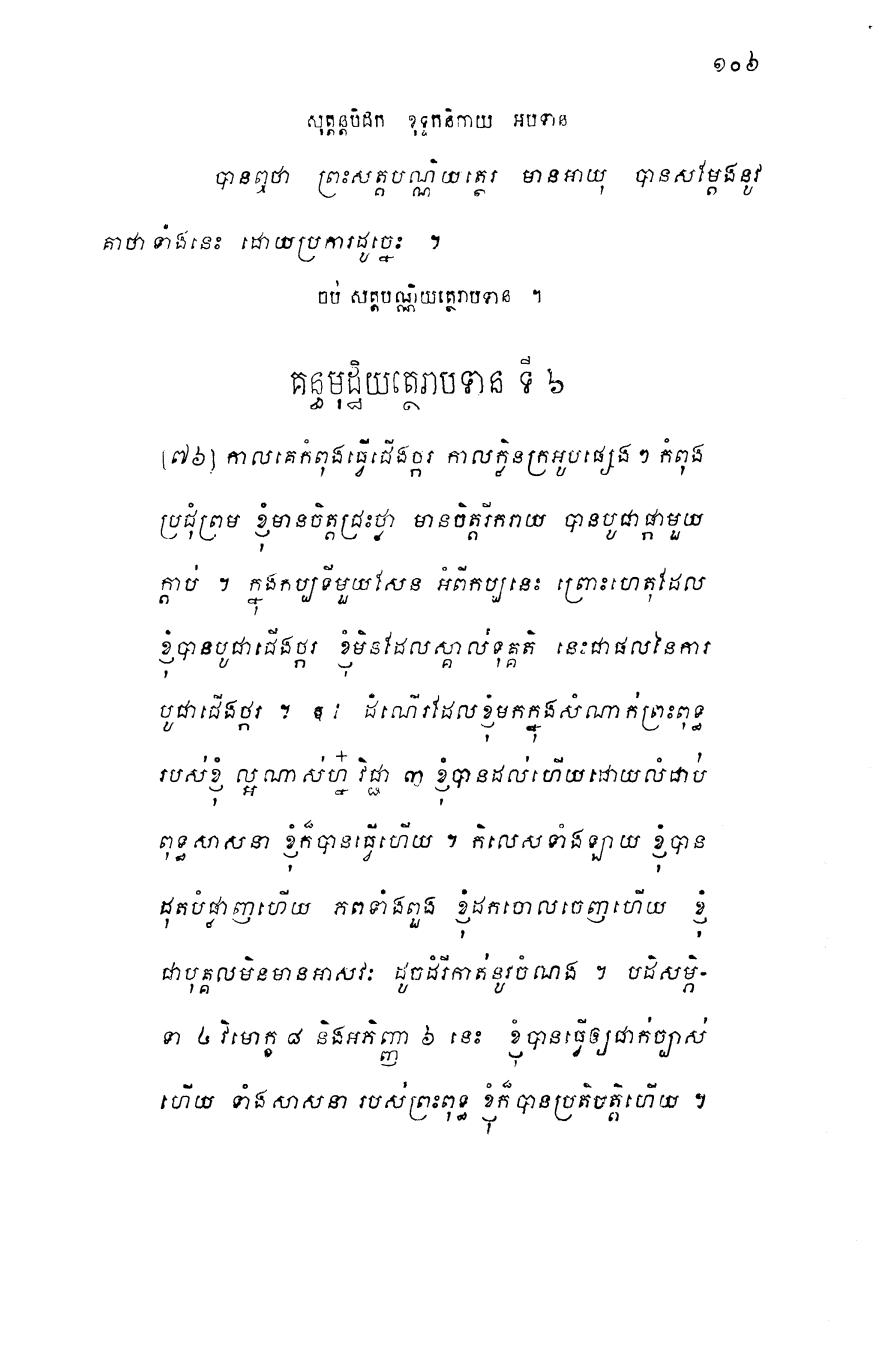 ១០៦
សុត្តន្តបិដក ខុទ្ទកនិកាយ អបទាន
បានឮថា ព្រះសត្តបណ្ណិយត្ថេរ មានអាយុ បានសម្តែងនូវ
គាថាទាំងនេះ ដោយប្រការដូច្នេះ ។
ចប់ សត្តបណ្ណិយត្ថេរាបទាន ។
គន្ធមុដ្ឋិយត្ថេរាបទាន ទី ៦
[៧៦] កាលគេកំពុងធ្វើជើងថ្ករ កាលក្លិនក្រអូបផ្សេងៗ កំពុង
ប្រជុំព្រម ខ្ញុំមានចិត្តជ្រះថ្លា មានចិត្តរីករាយ បានបូជាផ្កាមួយ
ក្តាប់ ។ ក្នុងកប្បទីមួយសែន អំពីកប្បនេះ ព្រោះហេតុដែល
ខ្ញុំបានបូជាជើងថ្ករ ខ្ញុំមិនដែលស្គាល់ទុគ្គតិ នេះជាផលនៃការ
បូជាជើងថ្ករ ។ ដំណើរដែលខ្ញុំមកក្នុងសំណាក់ព្រះពុទ្ធ
របស់ខ្ញុំ ល្អណាស់ហ្ន៎ វិជ្ជា ៣ ខ្ញុំបានដល់ហើយដោយលំដាប់
ពុទ្ធសាសនា ខ្ញុំក៏បានធ្វើហើយ ។ កិលេសទាំងឡាយ ខ្ញុំបាន
ដុតបំផ្លាញហើយ ភពទាំងពួង ខ្ញុំដកចោលចេញហើយ ខ្ញុំ
ជាបុគ្គលមិនមានអាសវៈ ដូចដំរីកាត់នូវចំណង ។ បដិសម្ភិ-
ទា ៤ វិមោក្ខ ៨ និងអភិញ្ញា ៦ នេះ ខ្ញុំបានធ្វើឲ្យជាក់ច្បាស់
ហើយ ទាំងសាសនា របស់ព្រះពុទ្ធ ខ្ញុំក៏បានប្រតិបត្តិហើយ ។